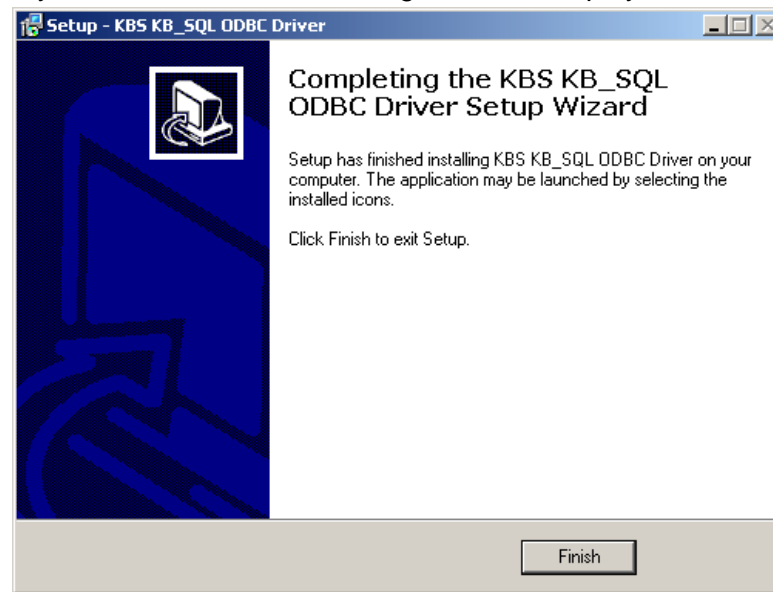 Setup - KBS KB_SQL ODBC Driver
Completing the KBS KB_SQL
ODBC Driver Setup Wizard
Setup has finished installing KBS KB_SQL ODBC Driver on your
computer. The application may be launched by selecting the
installed icons.
Click Finish to exit Setup.
Finish